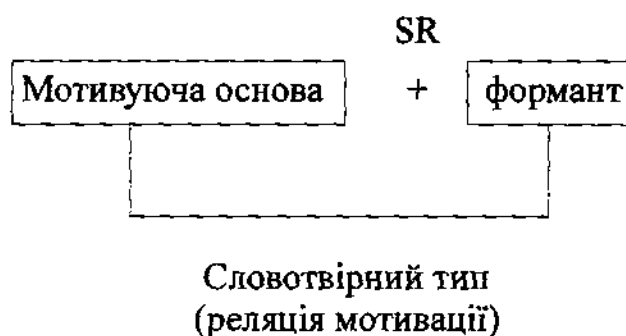 SR
Мотивуюча основа + формант
Словотвірний тип
(реляція мотивації)